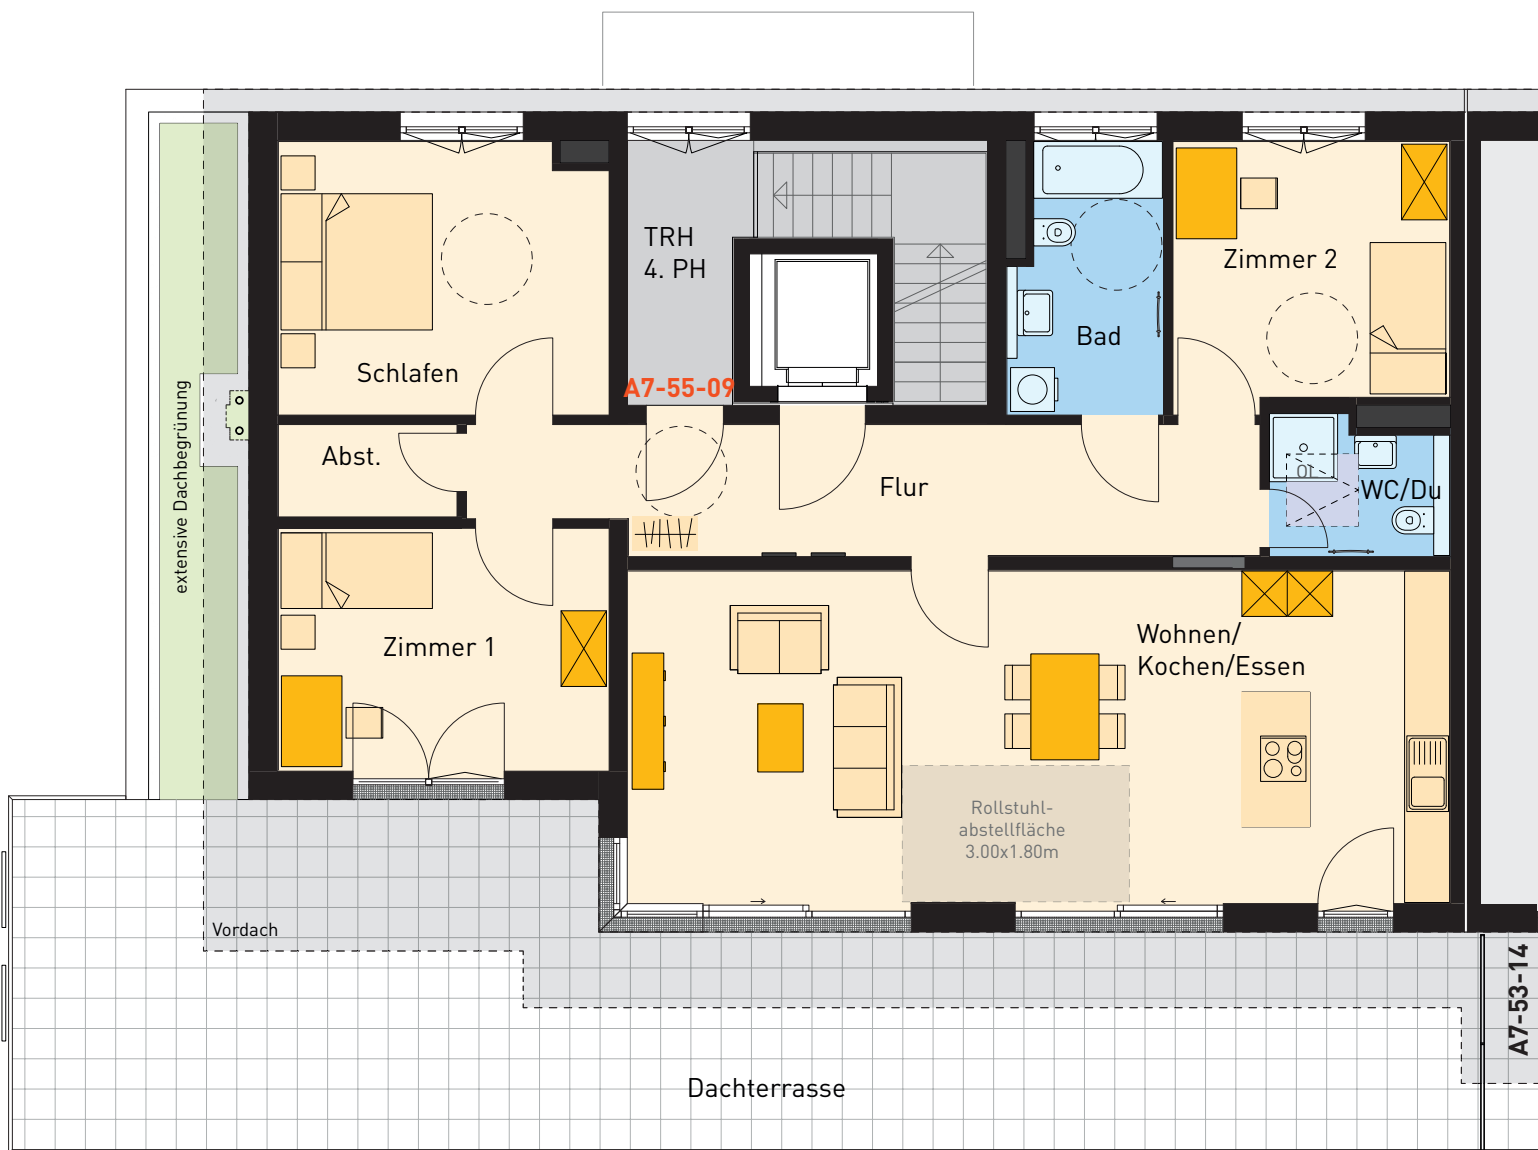 TRH
4. PH
Zimmer 2
Bad
Schlafen
A7-55-09
extensive Dachbegrünung
Abst.
Flur
OL
WC/Du
Zimmer 1
Wohnen/
Kochen/Essen
Rollstuhl-
abstellfläche
3.00x1.80m
Vordach
A7-53-14
Dachterrasse